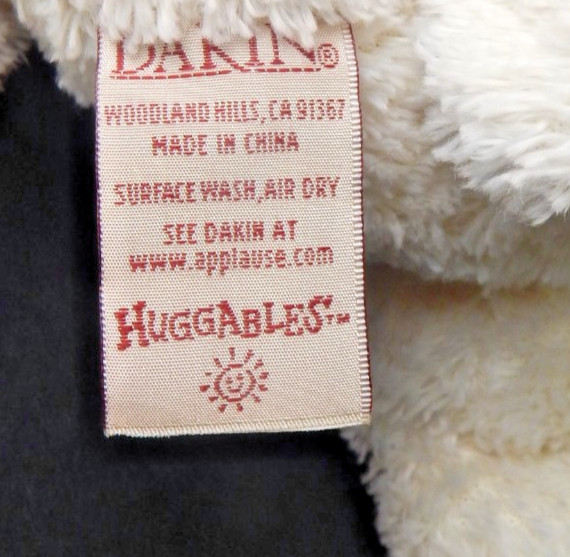 DAKIN®
WOODLAND HILLS, CA 91367
MADE IN CHINA
SURFACE WASH, AIR DRY
SEE DAKIN AT
www.applause.com
HUGGABLES™